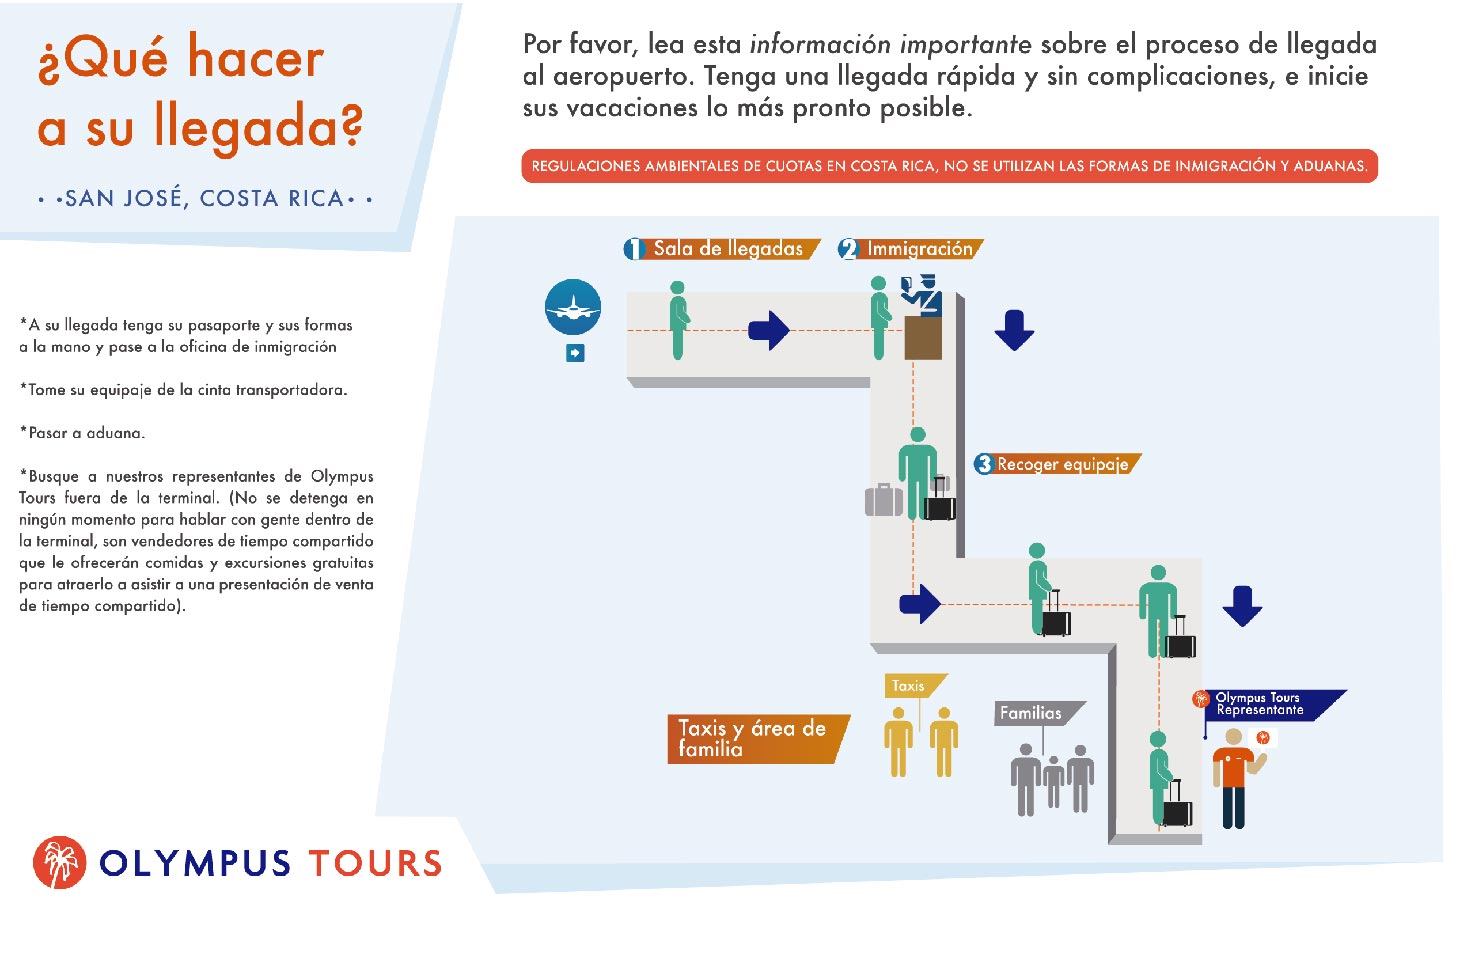 ¿Qué hacer
a su llegada?
· ·SAN JOSÉ, COSTA RICA· ·
Por favor, lea esta información importante sobre el proceso de llegada
al aeropuerto. Tenga una llegada rápida y sin complicaciones, e inicie
sus vacaciones lo más pronto posible.
REGULACIONES AMBIENTALES DE CUOTAS EN COSTA RICA, NO SE UTILIZAN LAS FORMAS DE INMIGRACIÓN Y ADUANAS.
*A su llegada tenga su pasaporte y sus formas
a la mano y pase a la oficina de inmigración
*Tome su equipaje de la cinta transportadora.
*Pasar a aduana.
*Busque a nuestros representantes de Olympus
Tours fuera de la terminal. (No se detenga en
ningún momento para hablar con gente dentro de
la terminal, son vendedores de tiempo compartido
que le ofrecerán comidas y excursiones gratuitas
para atraerlo a asistir a una presentación de venta
de tiempo compartido).
1 Sala de llegadas
2 Immigración
3 Recoger equipaje
Taxis
Familias
Taxis y área de
familia
Olympus Tours
Representante
OLYMPUS TOURS